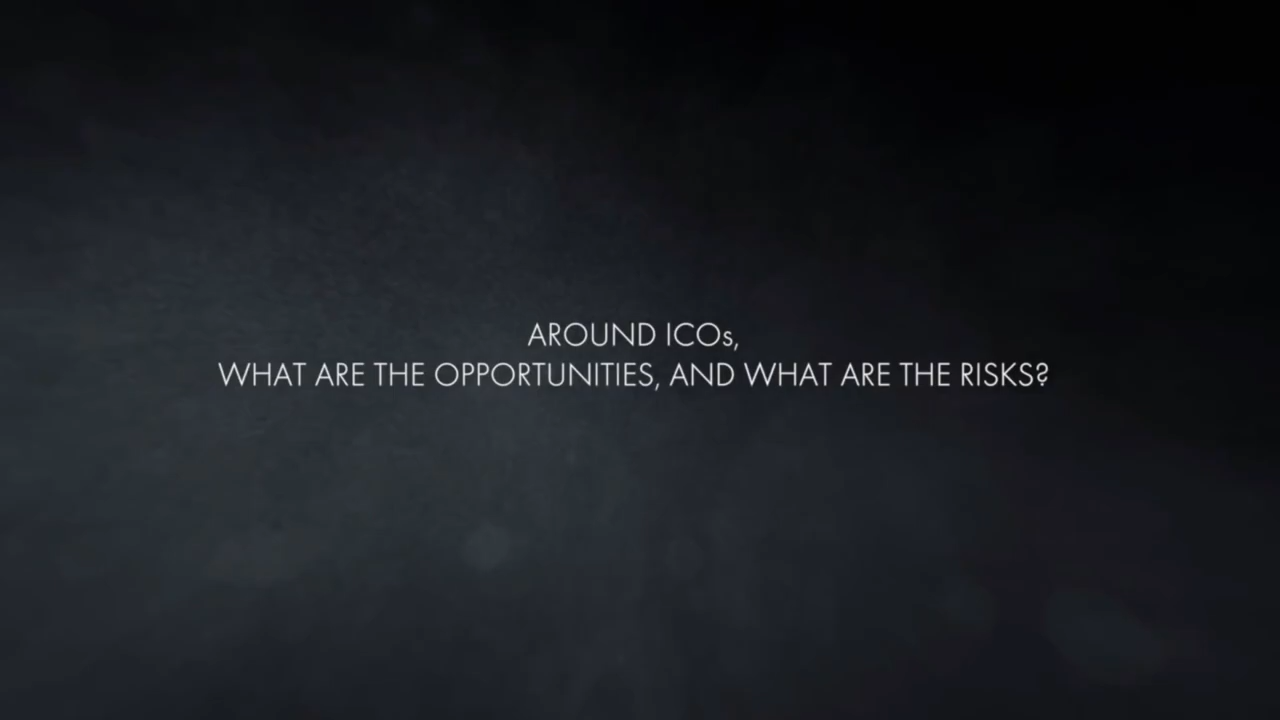 AROUND ICOs,
WHAT ARE THE OPPORTUNITIES, AND WHAT ARE THE RISKS?